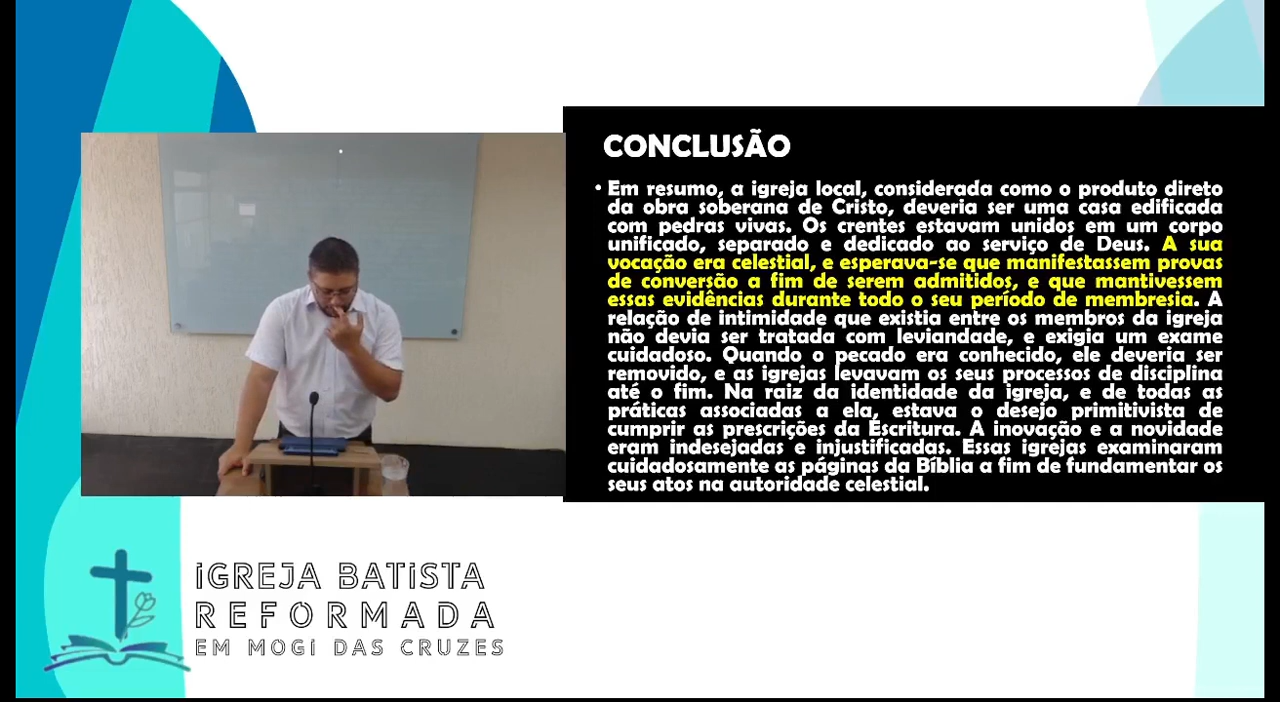 CONCLUSÃO
• Em resumo, a igreja local, considerada como o produto direto
da obra soberana de Cristo, deveria ser uma casa edificada
com pedras vivas. Os crentes estavam unidos em um corpo
unificado, separado e dedicado ao serviço de Deus. A sua
vocação era celestial, e esperava-se que manifestassem provas
de conversão a fim de serem admitidos, e que mantivessem
essas evidências durante todo o seu período de membresia. A
relação de intimidade que existia entre os membros da igreja
não devia ser tratada com leviandade, e exigia um exame
cuidadoso. Quando o pecado era conhecido, ele deveria ser
removido, e as igrejas levavam os seus processos de disciplina
até o fim. Na raiz da identidade da igreja, e de todas as
práticas associadas a ela, estava o desejo primitivista de
cumprir as prescrições da Escritura. A inovação e a novidade
eram indesejadas e injustificadas. Essas igrejas examinaram
cuidadosamente as páginas da Bíblia a fim de fundamentar os
seus atos na autoridade celestial.
IGREJA BATISTA
REFORMADA
EM MOGI DAS CRUZES